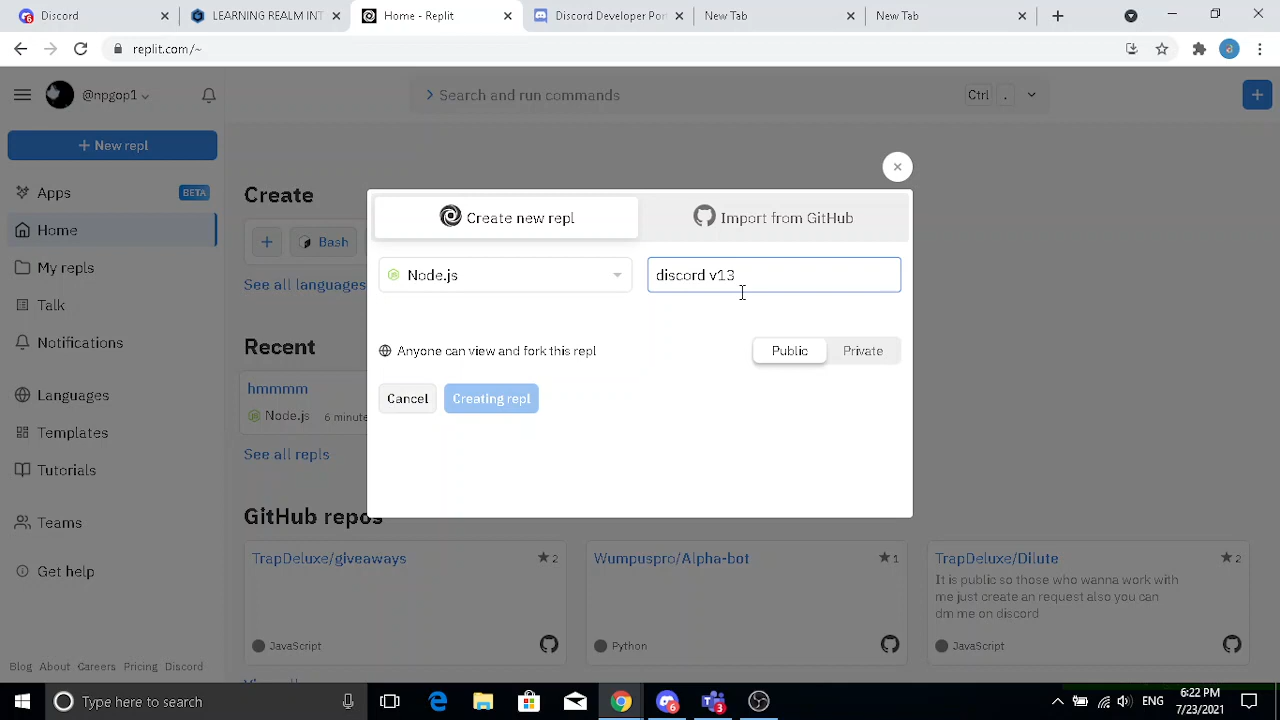 Discord
LEARNING REALM INT
Home - Replit
Discord Developer Por
New Tab
New Tab
replit.com/~
@npgop1
Search and run commands
Ctrl .
+ New repl
Apps
BETA
Home
My repls
Talk
Notifications
Languages
Templates
Tutorials
Teams
Get help
Blog About Careers Pricing Discord
Create
Bash
See all languages
Recent
hmmmm
Node.js 6 minute
See all repls
GitHub repos
Create new repl
Import from GitHub
Node.js
discord v13
Anyone can view and fork this repl
Public
Private
Cancel
Creating repl
TrapDeluxe/giveaways
2
JavaScript
Wumpuspro/Alpha-bot
1
Python
TrapDeluxe/Dilute
2
It is public so those who wanna work with
me just create an request also you can
dm me on discord
JavaScript
Type here to search
6
3
ENG
6:22 PM
7/23/2021